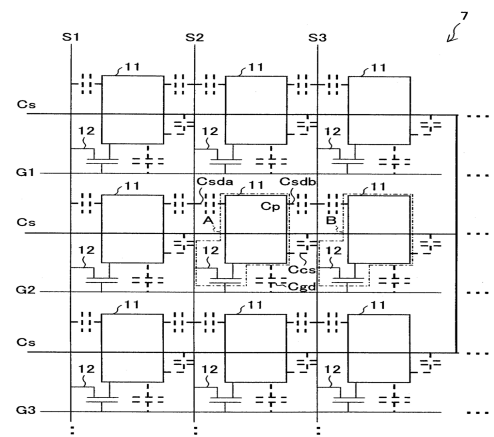 S1 S2 S3 7
11 11 11
Cs ...
12 12 12
G1 ...
Csda 11 Csdb 11
11 A Cp B
Cs ...
12 12 Ccs 12
G2 Cgd ...
11 11 11
Cs ...
12 12 12
G3 ...